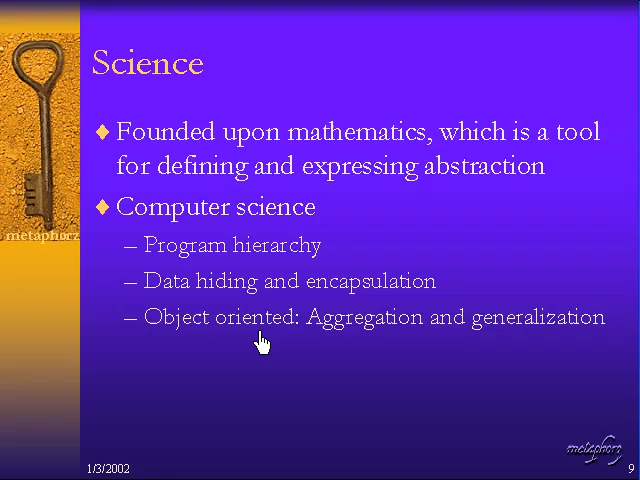 Science
♦ Founded upon mathematics, which is a tool
for defining and expressing abstraction
♦ Computer science
– Program hierarchy
– Data hiding and encapsulation
– Object oriented: Aggregation and generalization
metaphorz
metaphorz
1/3/2002
9